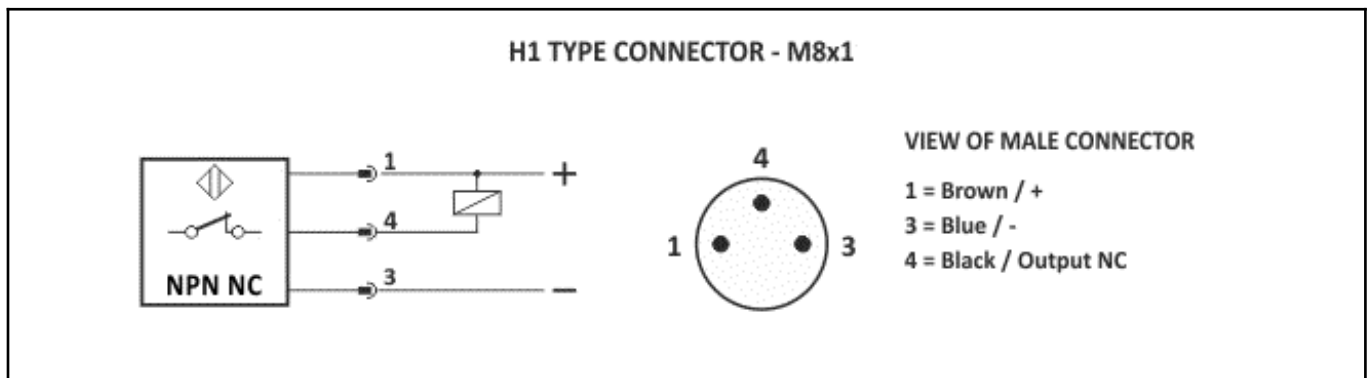 H1 TYPE CONNECTOR - M8x1
1
+
4
3
−
NPN NC
4
1
3
VIEW OF MALE CONNECTOR
1 = Brown / +
3 = Blue / -
4 = Black / Output NC